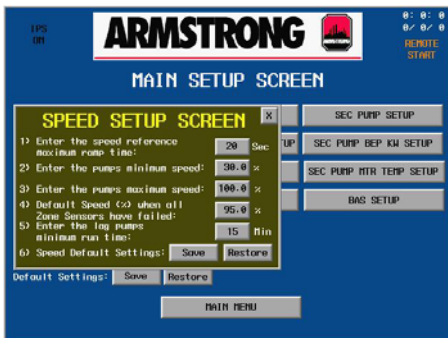 IPS
ON
ARMSTRONG
ARMSTRONG
0: 0: 0
0/ 0/ 0
REMOTE
START
MAIN SETUP SCREEN
SPEED SETUP SCREEN
X
1) Enter the speed reference
maximum ramp time:
20 Sec
2) Enter the pumps minimum speed:
30.0 %
3) Enter the pumps maximum speed:
100.0 %
4) Default Speed (%) when all
Zone Sensors have failed:
95.0 %
5) Enter the lag pumps
minimum run time:
15 Min
6) Speed Default Settings: Save Restore
SEC PUMP SETUP
UP
SEC PUMP BEP KW SETUP
SEC PUMP MTR TEMP SETUP
BAS SETUP
Default Settings: Save Restore
MAIN MENU